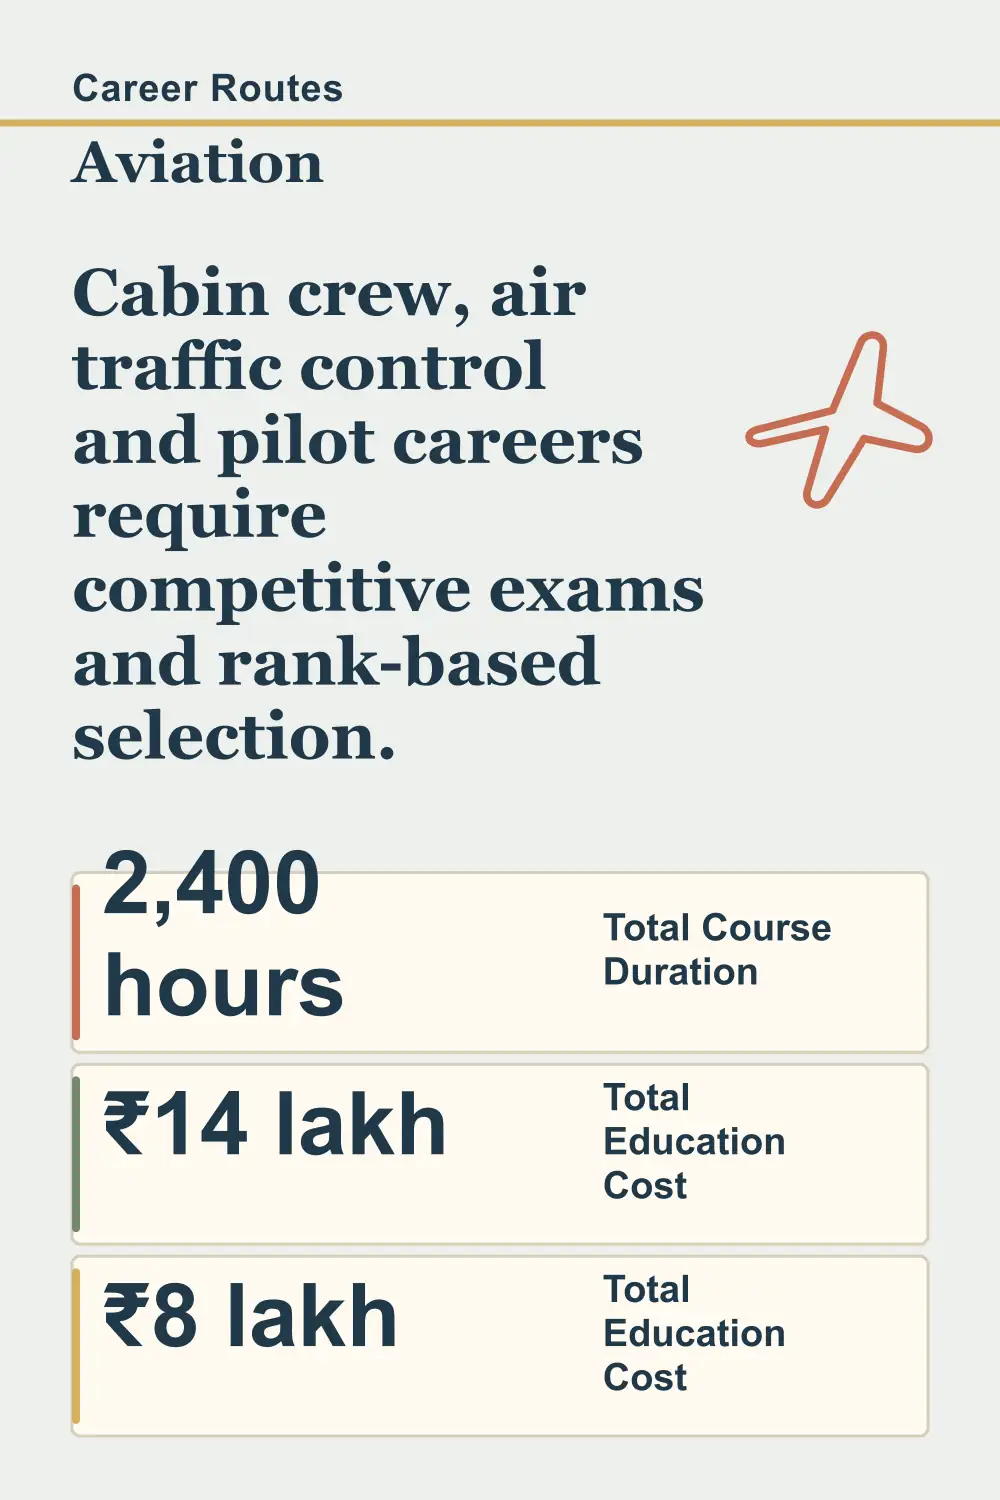 Career Routes
Aviation
Cabin crew, air
traffic control
and pilot careers
require
competitive exams
and rank-based
selection.
2,400
hours
Total Course
Duration
₹14 lakh
Total
Education
Cost
₹8 lakh
Total
Education
Cost